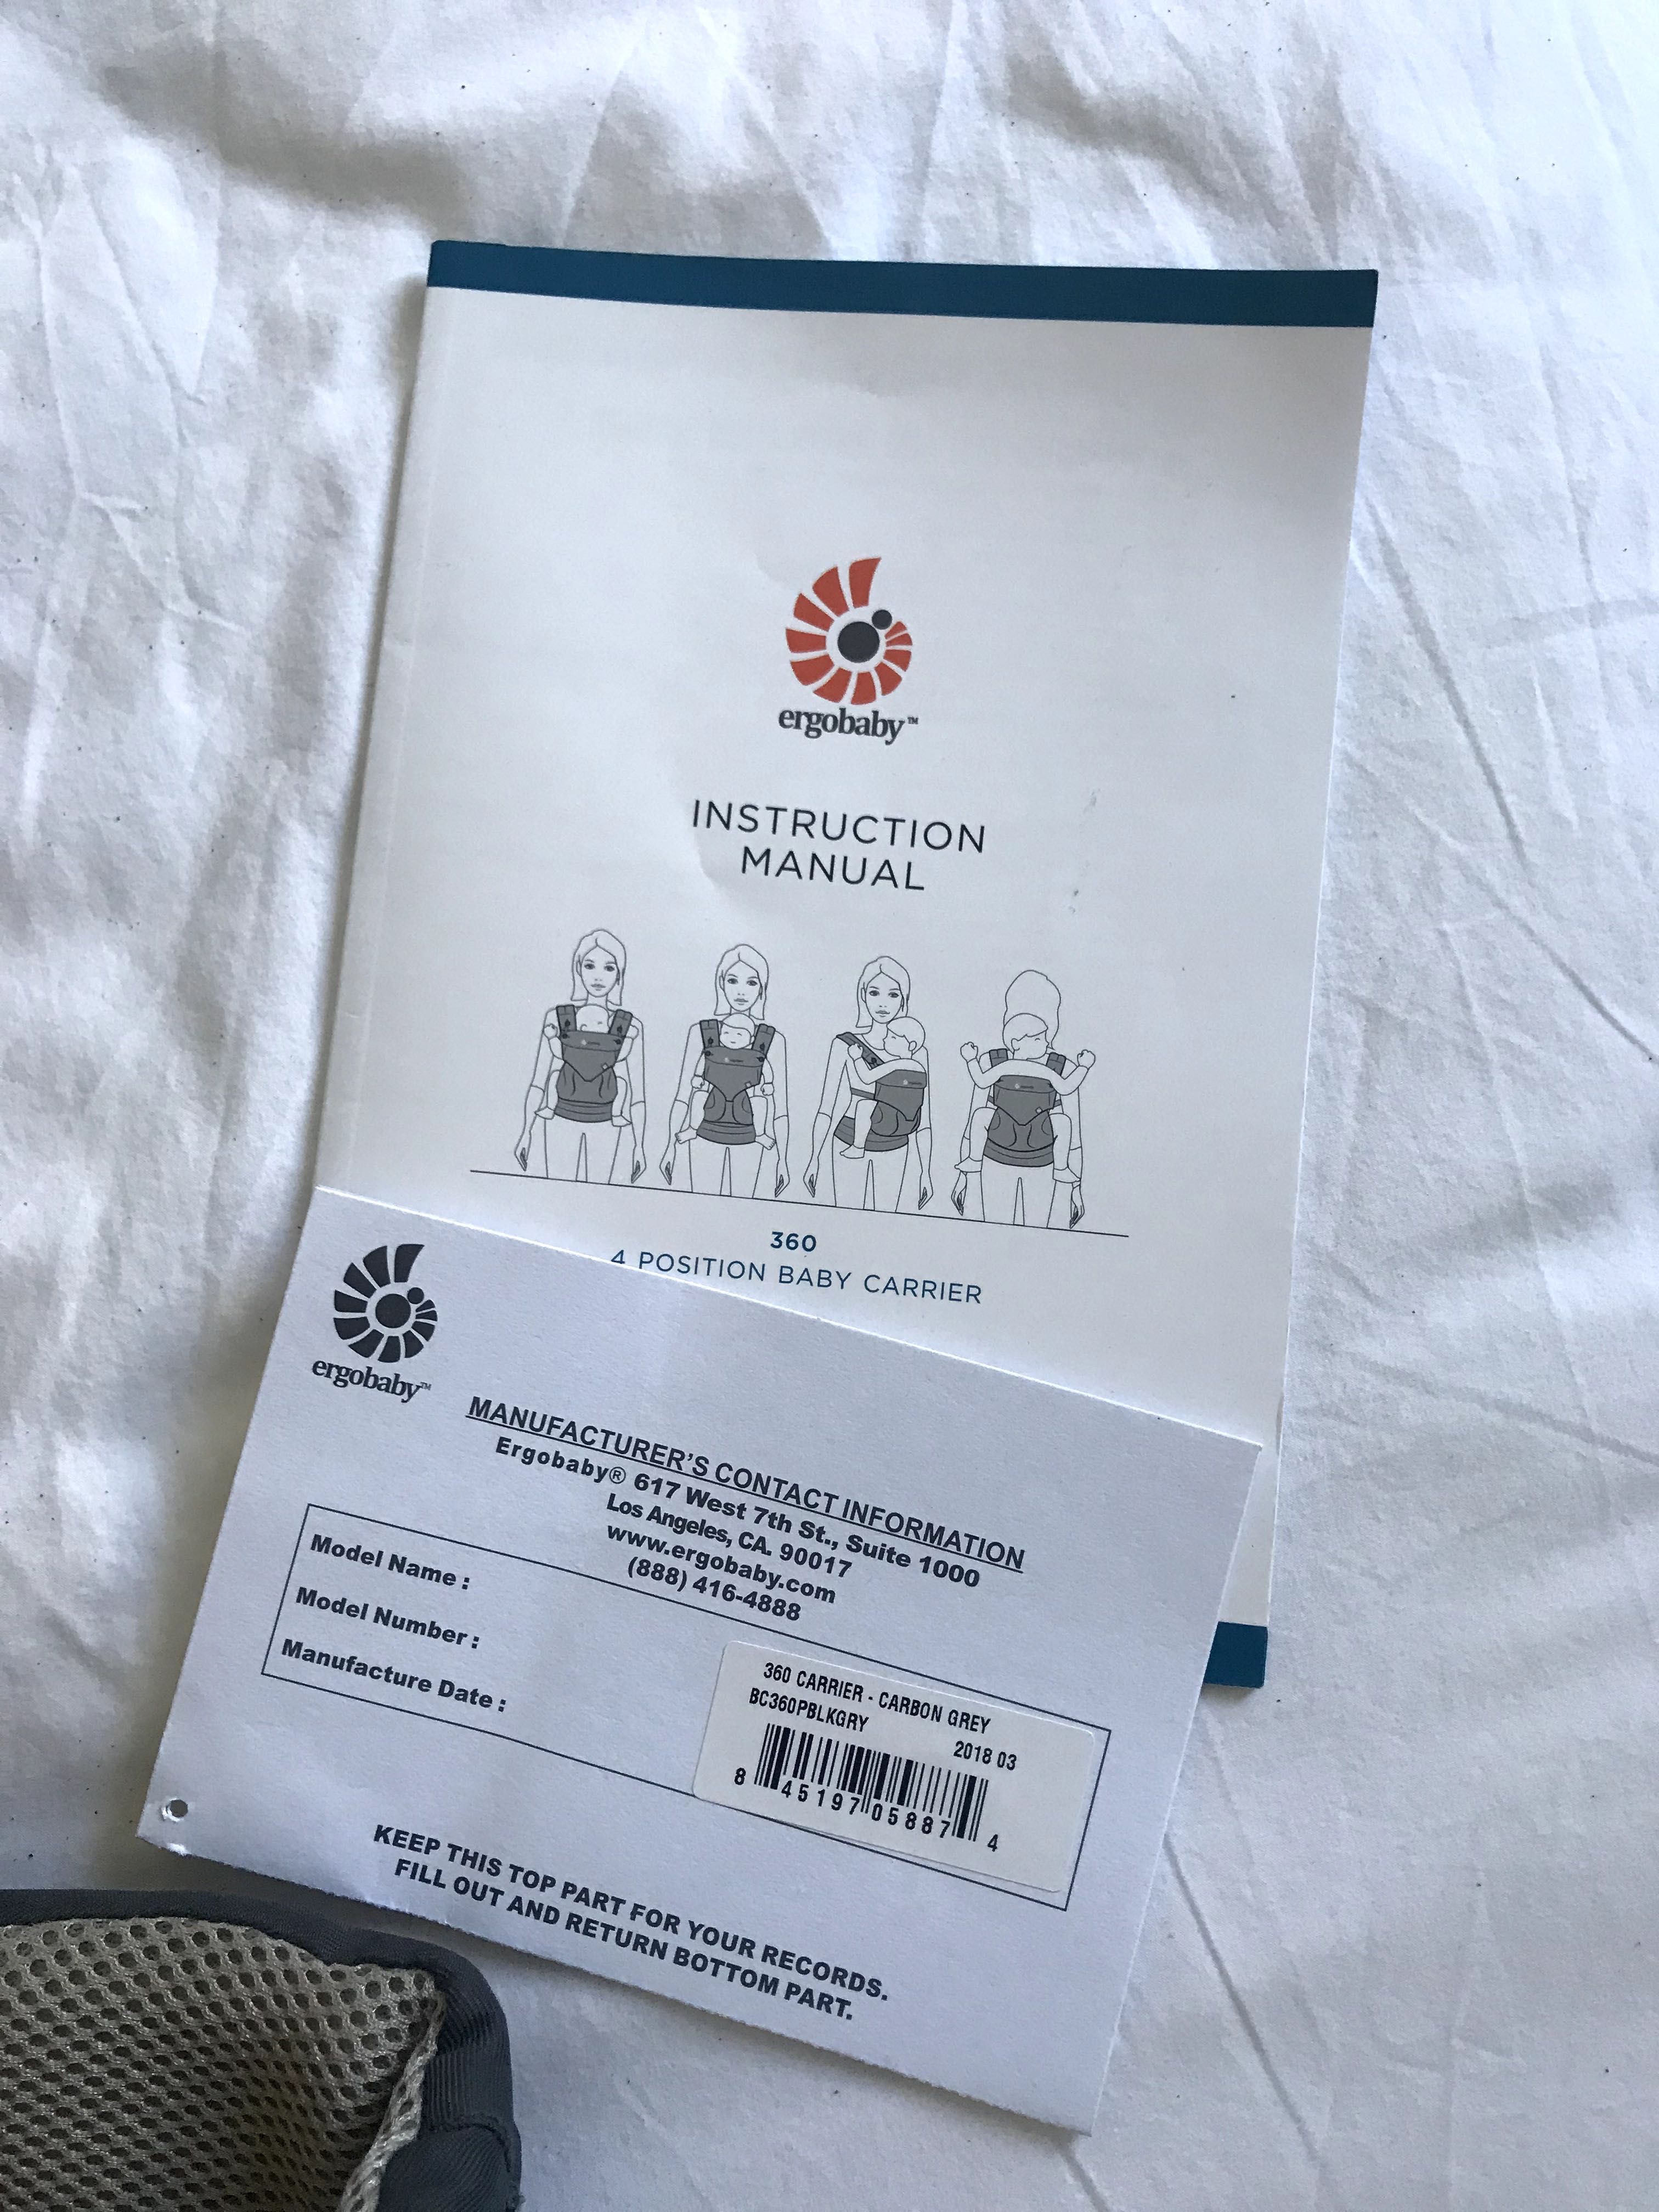 ergobaby™
INSTRUCTION
MANUAL
360
4 POSITION BABY CARRIER
ergobaby™
MANUFACTURER'S CONTACT INFORMATION
Ergobaby® 617 West 7th St., Suite 1000
Los Angeles, CA. 90017
www.ergobaby.com
(888) 416-4888
Model Name :
Model Number :
Manufacture Date :
360 CARRIER - CARBON GREY
BC360PBLKGRY
2018 03
8 45197 05887 4
KEEP THIS TOP PART FOR YOUR RECORDS.
FILL OUT AND RETURN BOTTOM PART.